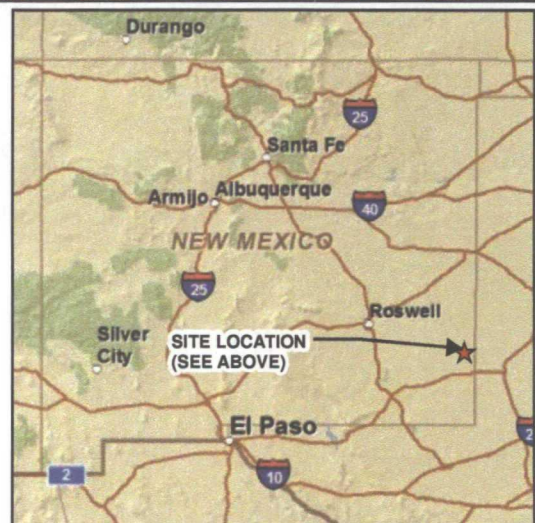 Durango
25
Santa Fe
Armijo Albuquerque
40
NEW MEXICO
25
Roswell
Silver
City
SITE LOCATION
(SEE ABOVE)
El Paso
2
2
10